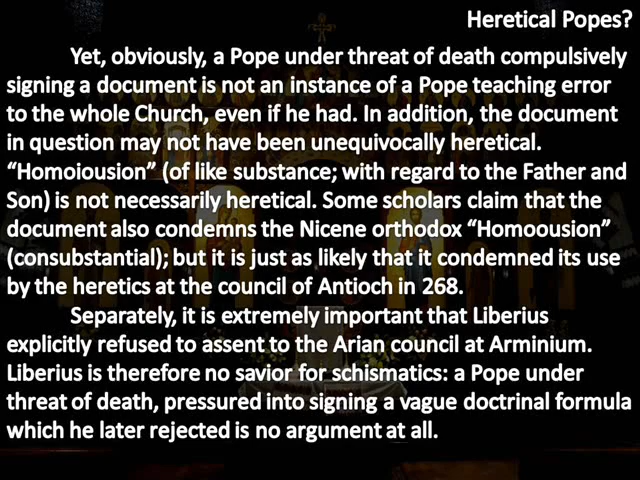 Heretical Popes?
Yet, obviously, a Pope under threat of death compulsively
signing a document is not an instance of a Pope teaching error
to the whole Church, even if he had. In addition, the document
in question may not have been unequivocally heretical.
“Homoiousion” (of like substance; with regard to the Father and
Son) is not necessarily heretical. Some scholars claim that the
document also condemns the Nicene orthodox “Homoousion”
(consubstantial); but it is just as likely that it condemned its use
by the heretics at the council of Antioch in 268.
Separately, it is extremely important that Liberius
explicitly refused to assent to the Arian council at Arminium.
Liberius is therefore no savior for schismatics: a Pope under
threat of death, pressured into signing a vague doctrinal formula
which he later rejected is no argument at all.